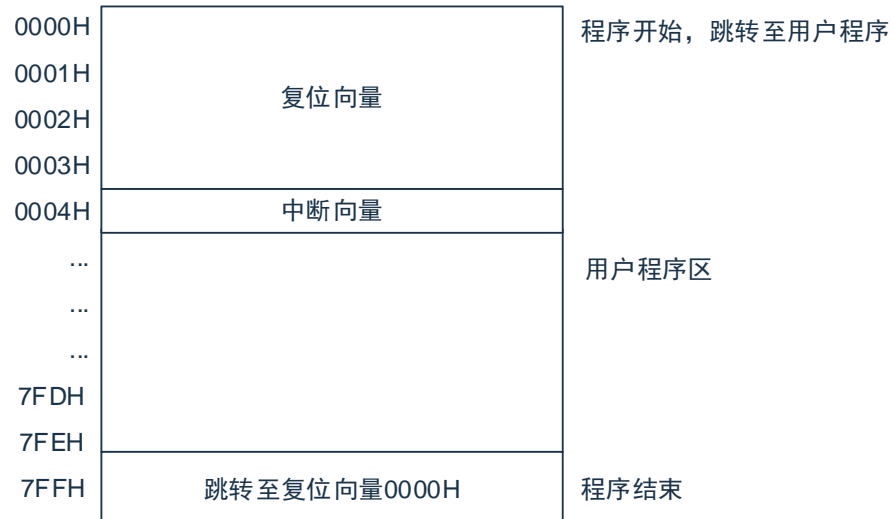 0000H 程序开始，跳转至用户程序
0001H
复位向量
0002H
0003H
0004H 中断向量
...
用户程序区
...
...
7FDH
7FEH
7FFH 跳转至复位向量0000H 程序结束